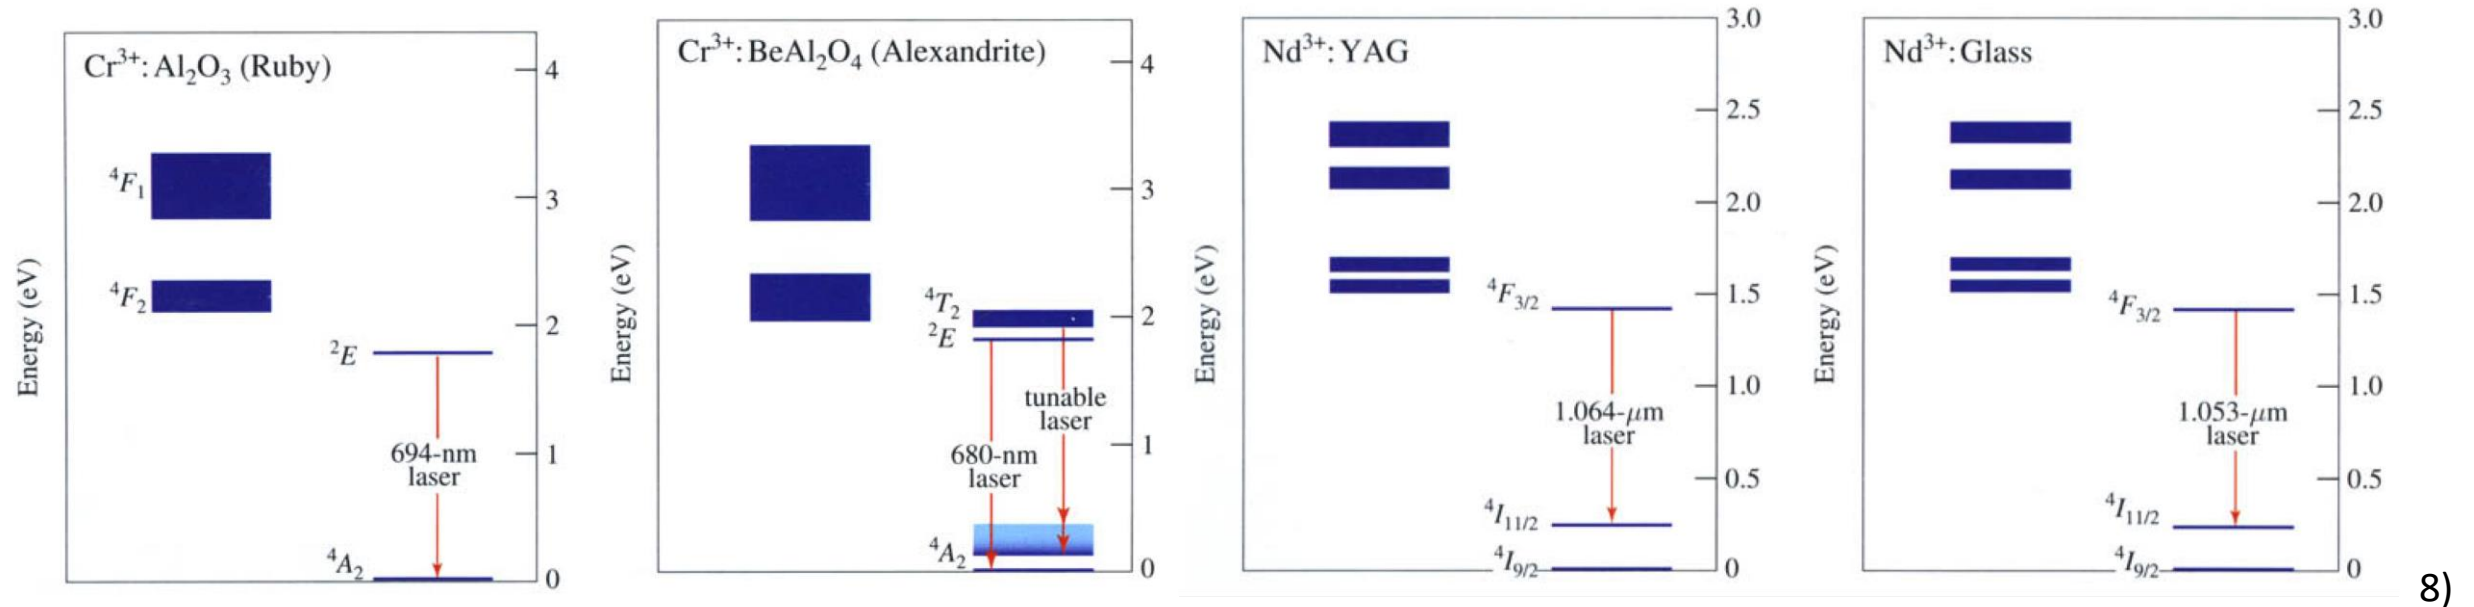 Cr³⁺: Al₂O₃ (Ruby)
4
3
2
1
0
Energy (eV)
⁴F₁
⁴F₂
²E
694-nm
laser
⁴A₂
Cr³⁺: BeAl₂O₄ (Alexandrite)
4
3
2
1
0
Energy (eV)
⁴T₂
²E
tunable
laser
680-nm
laser
⁴A₂
Nd³⁺: YAG
3.0
2.5
2.0
1.5
1.0
0.5
0
Energy (eV)
⁴F₃/₂
1.064-μm
laser
⁴I₁₁/₂
⁴I₉/₂
Nd³⁺: Glass
3.0
2.5
2.0
1.5
1.0
0.5
0
Energy (eV)
⁴F₃/₂
1.053-μm
laser
⁴I₁₁/₂
⁴I₉/₂
8)